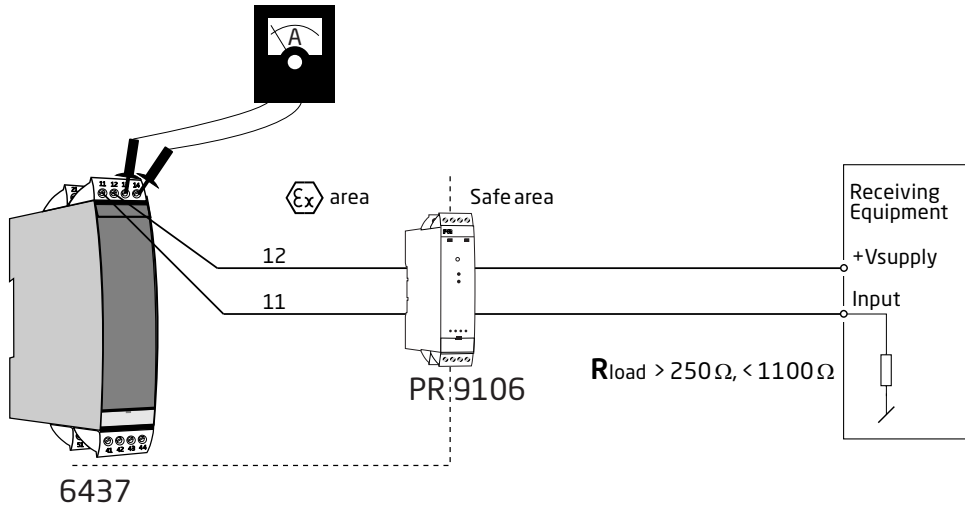 A
11 12 13 14
Ex area
Safe area
Receiving
Equipment
12
+Vsupply
PR
11
Input
Rload > 250 Ω, < 1100 Ω
PR 9106
41 42 43 44
6437